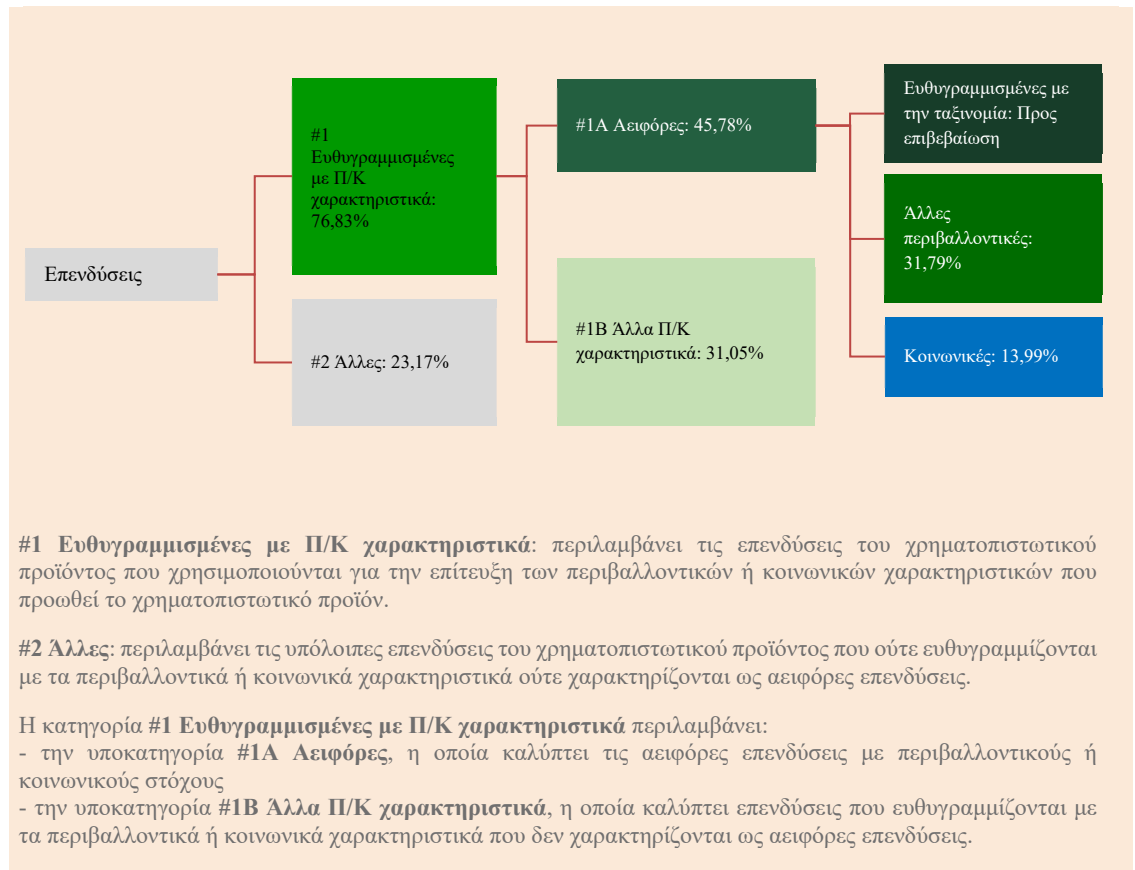 Επενδύσεις
#1
Ευθυγραμμισμένες
με Π/Κ
χαρακτηριστικά:
76,83%
#2 Άλλες: 23,17%
#1Α Αειφόρες: 45,78%
#1Β Άλλα Π/Κ
χαρακτηριστικά: 31,05%
Ευθυγραμμισμένες με
την ταξινομία: Προς
επιβεβαίωση
Άλλες
περιβαλλοντικές:
31,79%
Κοινωνικές: 13,99%
#1 Ευθυγραμμισμένες με Π/Κ χαρακτηριστικά: περιλαμβάνει τις επενδύσεις του χρηματοπιστωτικού
προϊόντος που χρησιμοποιούνται για την επίτευξη των περιβαλλοντικών ή κοινωνικών χαρακτηριστικών που
προωθεί το χρηματοπιστωτικό προϊόν.
#2 Άλλες: περιλαμβάνει τις υπόλοιπες επενδύσεις του χρηματοπιστωτικού προϊόντος που ούτε ευθυγραμμίζονται
με τα περιβαλλοντικά ή κοινωνικά χαρακτηριστικά ούτε χαρακτηρίζονται ως αειφόρες επενδύσεις.
Η κατηγορία #1 Ευθυγραμμισμένες με Π/Κ χαρακτηριστικά περιλαμβάνει:
- την υποκατηγορία #1Α Αειφόρες, η οποία καλύπτει τις αειφόρες επενδύσεις με περιβαλλοντικούς ή
κοινωνικούς στόχους
- την υποκατηγορία #1Β Άλλα Π/Κ χαρακτηριστικά, η οποία καλύπτει επενδύσεις που ευθυγραμμίζονται με
τα περιβαλλοντικά ή κοινωνικά χαρακτηριστικά που δεν χαρακτηρίζονται ως αειφόρες επενδύσεις.